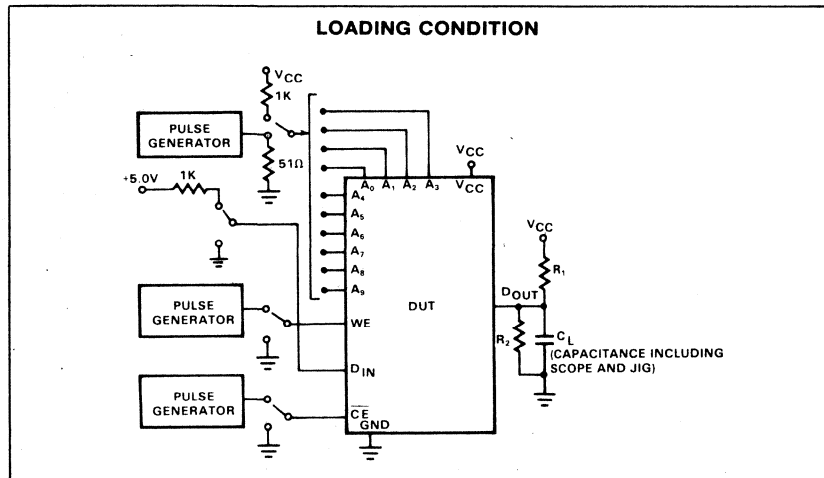 LOADING CONDITION
VCC
1K
PULSE
GENERATOR
51Ω
+5.0V
1K
VCC
A0 A1 A2 A3 VCC
A4
A5
A6
A7
A8
A9
VCC
R1
DOUT
DUT
PULSE
GENERATOR
WE
R2
CL
(CAPACITANCE INCLUDING
SCOPE AND JIG)
DIN
PULSE
GENERATOR
C̅E̅
GND